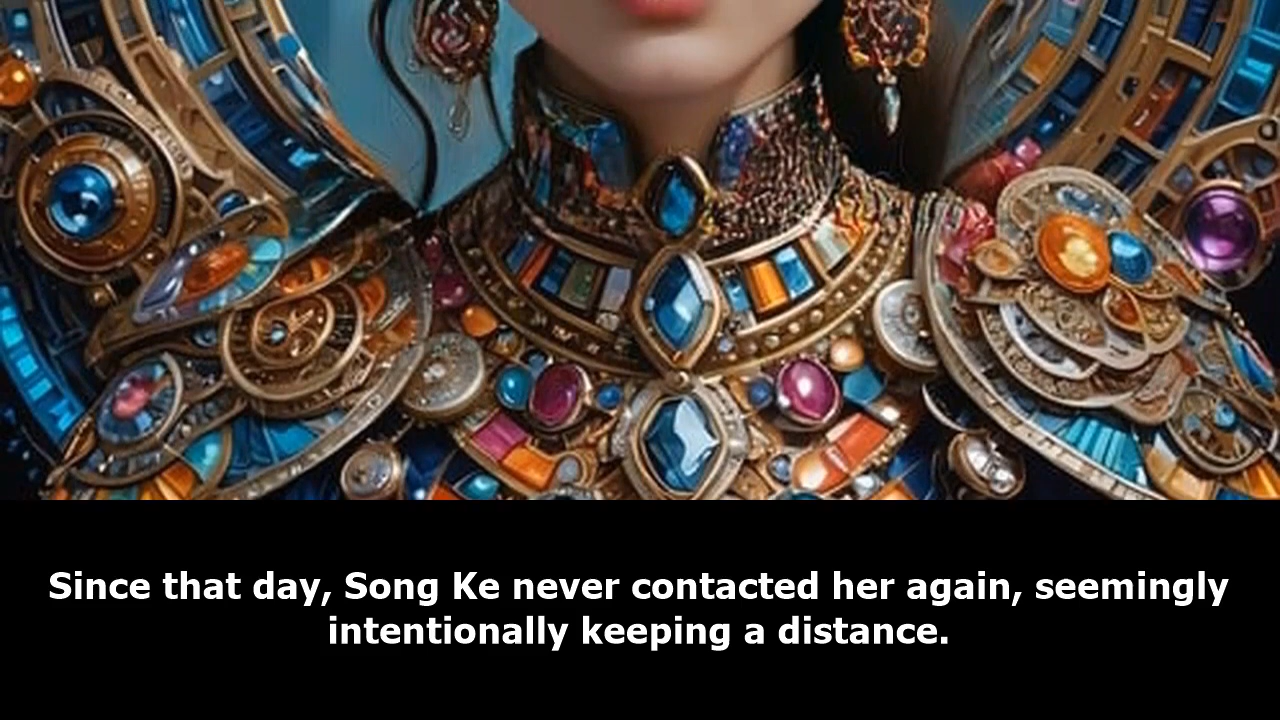 Since that day, Song Ke never contacted her again, seemingly
intentionally keeping a distance.